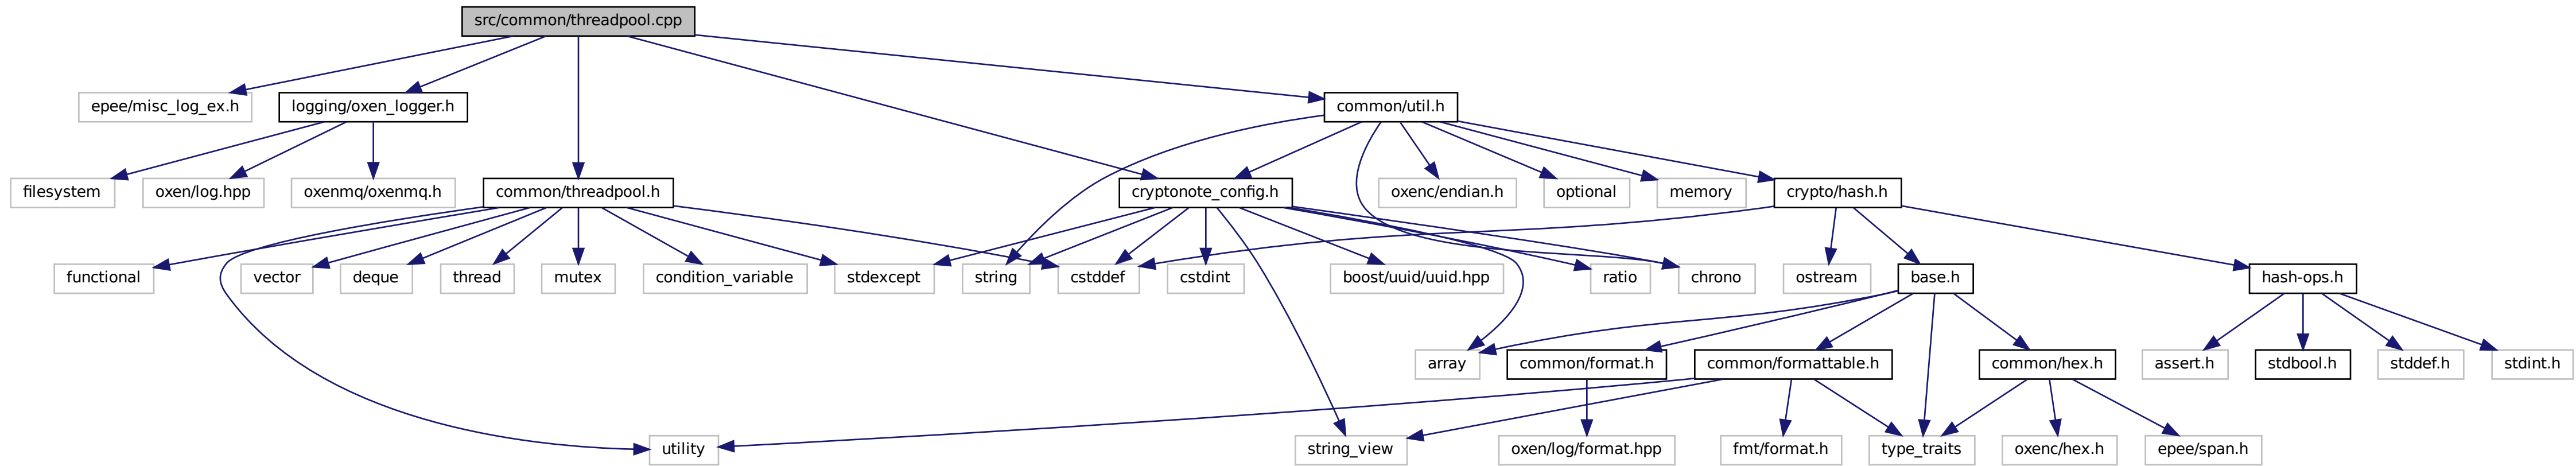 src/common/threadpool.cpp
epee/misc_log_ex.h
logging/oxen_logger.h
common/util.h
filesystem
oxen/log.hpp
oxenmq/oxenmq.h
common/threadpool.h
cryptonote_config.h
oxenc/endian.h
optional
memory
crypto/hash.h
functional
vector
deque
thread
mutex
condition_variable
stdexcept
string
cstddef
cstdint
boost/uuid/uuid.hpp
ratio
chrono
ostream
base.h
hash-ops.h
array
common/format.h
common/formattable.h
common/hex.h
assert.h
stdbool.h
stddef.h
stdint.h
utility
string_view
oxen/log/format.hpp
fmt/format.h
type_traits
oxenc/hex.h
epee/span.h